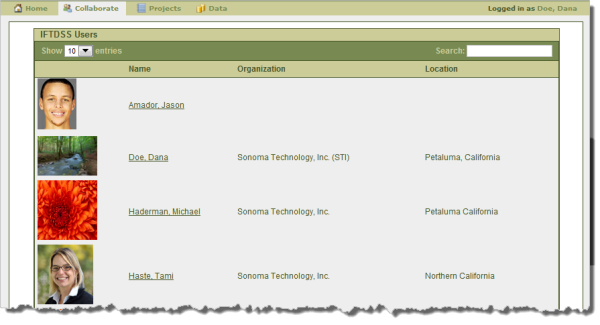 Home Collaborate Projects Data Logged in as Doe, Dana
IFTDSS Users
Show 10 entries Search:
Name Organization Location
Amador, Jason
Doe, Dana Sonoma Technology, Inc. (STI) Petaluma, California
Haderman, Michael Sonoma Technology, Inc. Petaluma California
Haste, Tami Sonoma Technology, Inc. Northern California